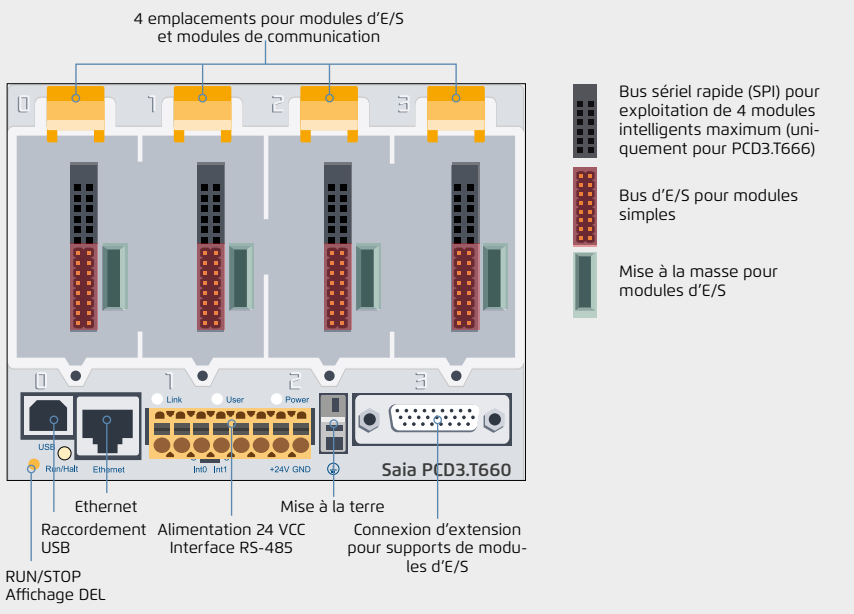 4 emplacements pour modules d'E/S
et modules de communication
0 1 2 3
Bus sériel rapide (SPI) pour
exploitation de 4 modules
intelligents maximum (uni-
quement pour PCD3.T666)
Bus d'E/S pour modules
simples
Mise à la masse pour
modules d'E/S
0 1 2 3
Link User Power
USB
Run/Halt Ethernet Int0 Int1 +24V GND
Saia PCD3.T660
Ethernet
Mise à la terre
Raccordement
USB
Alimentation 24 VCC
Interface RS-485
Connexion d'extension
pour supports de modu-
les d'E/S
RUN/STOP
Affichage DEL